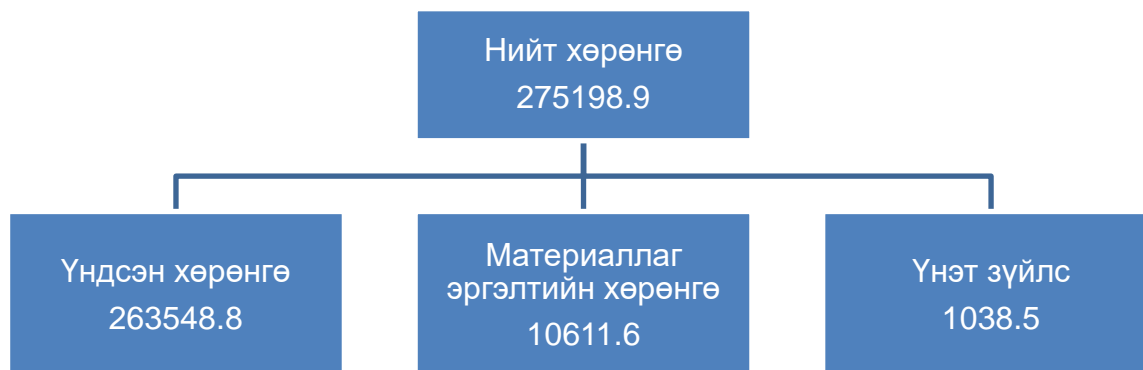 Нийт хөрөнгө
275198.9
Үндсэн хөрөнгө
263548.8
Материаллаг
эргэлтийн хөрөнгө
10611.6
Үнэт зүйлс
1038.5